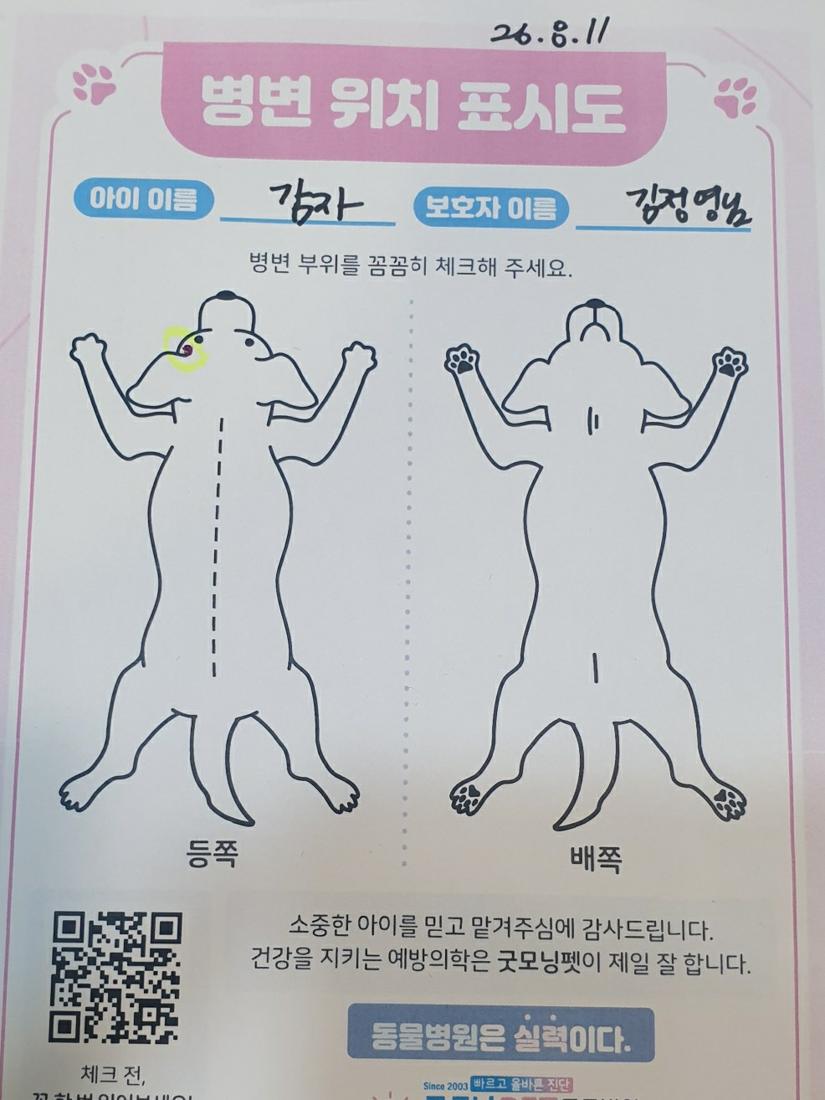 26.8.11
병변 위치 표시도
아이 이름 감자 보호자 이름 김정영님
병변 부위를 꼼꼼히 체크해 주세요.
등쪽 배쪽
소중한 아이를 믿고 맡겨주심에 감사드립니다.
건강을 지키는 예방의학은 굿모닝펫이 제일 잘 합니다.
동물병원은 실력이다.
체크 전,
Since 2003 빠르고 올바른 진단